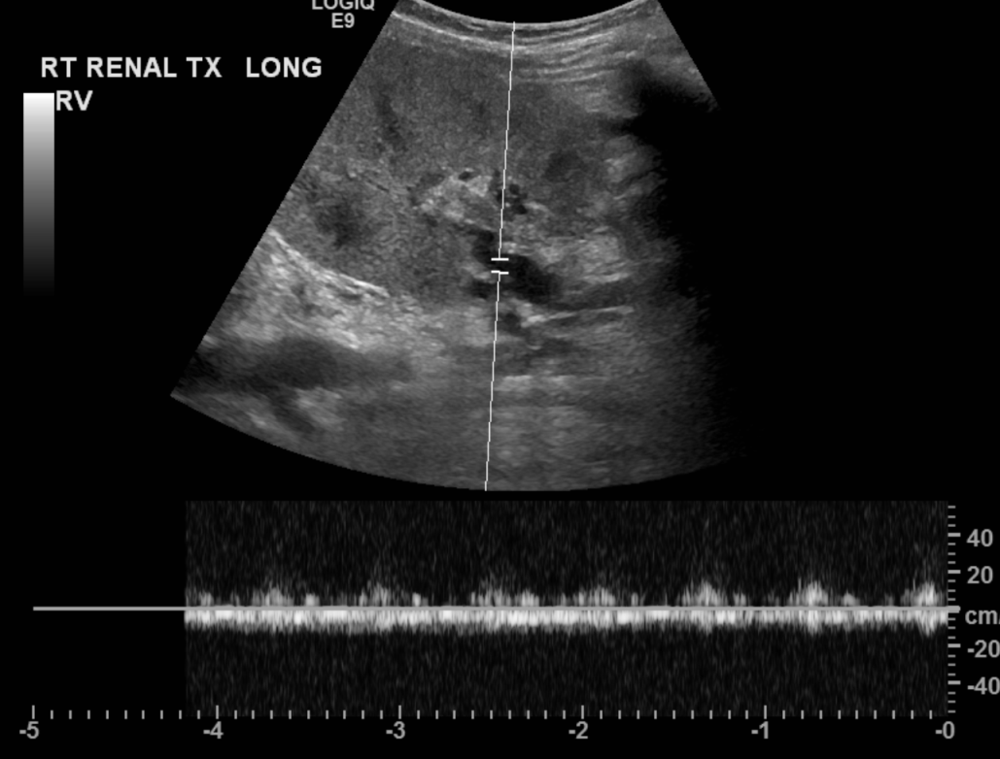 LOGIQ
E9
RT RENAL TX LONG
RV
40
20
cm
-20
-40
-5 -4 -3 -2 -1 -0